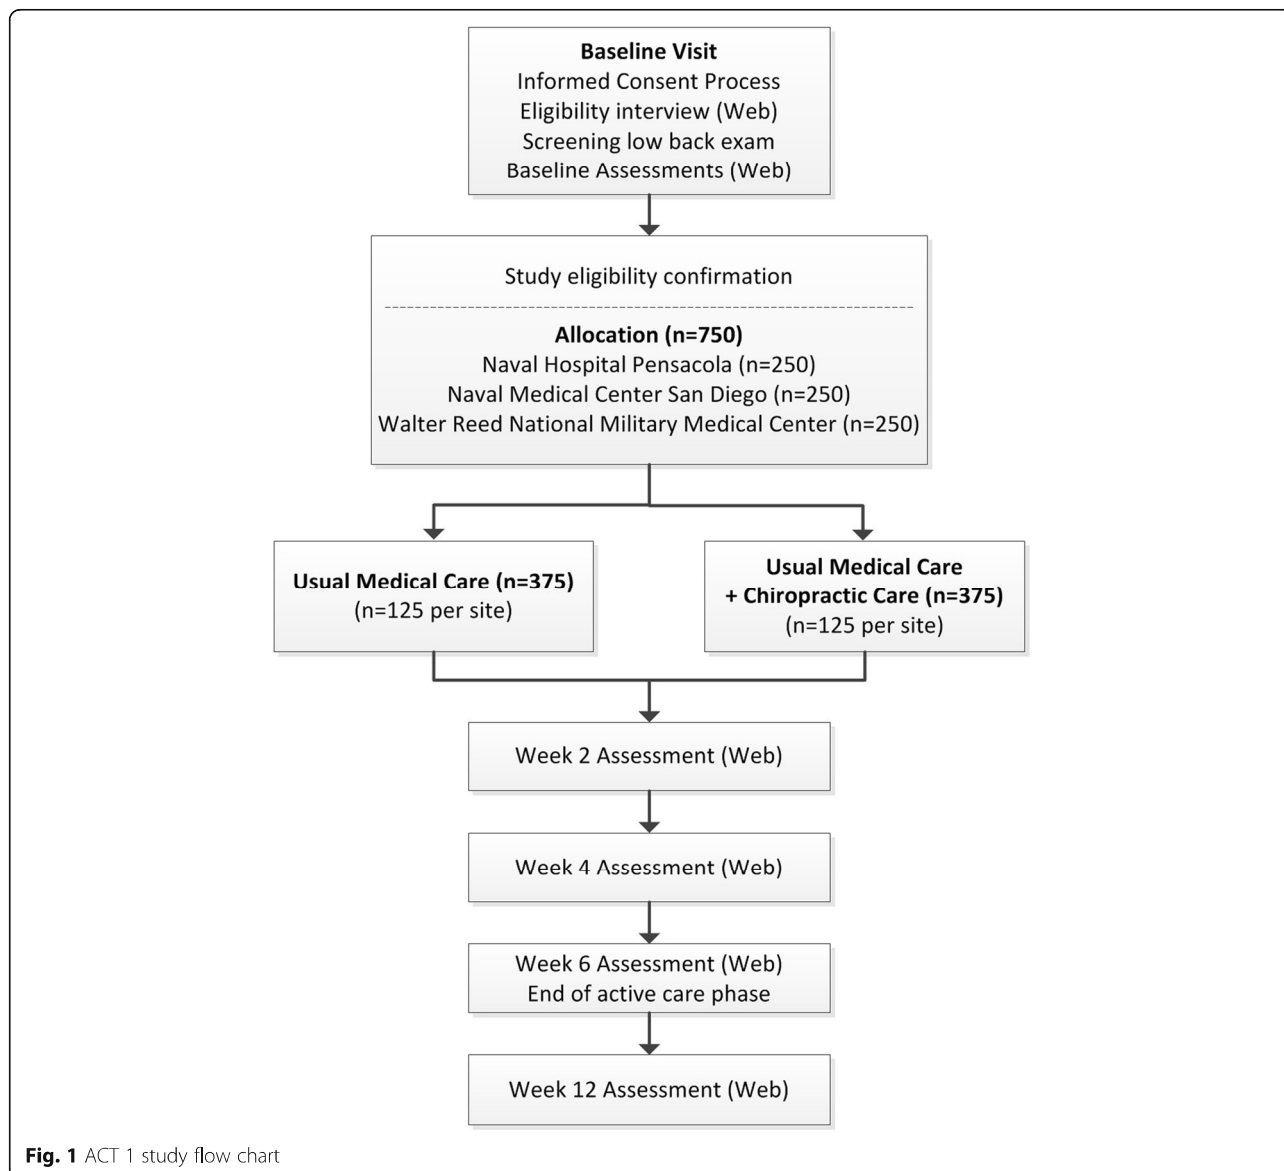 Baseline Visit
Informed Consent Process
Eligibility interview (Web)
Screening low back exam
Baseline Assessments (Web)
Study eligibility confirmation
Allocation (n=750)
Naval Hospital Pensacola (n=250)
Naval Medical Center San Diego (n=250)
Walter Reed National Military Medical Center (n=250)
Usual Medical Care (n=375)
(n=125 per site)
Usual Medical Care
+ Chiropractic Care (n=375)
(n=125 per site)
Week 2 Assessment (Web)
Week 4 Assessment (Web)
Week 6 Assessment (Web)
End of active care phase
Week 12 Assessment (Web)
Fig. 1 ACT 1 study flow chart